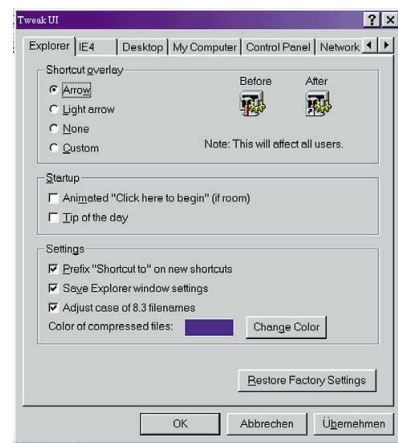 Tweak UI
Explorer IE4 Desktop My Computer Control Panel Network
Shortcut overlay
Before After
Arrow
Light arrow
None
Custom
Note: This will affect all users.
Startup
Animated "Click here to begin" (if room)
Tip of the day
Settings
Prefix "Shortcut to" on new shortcuts
Save Explorer window settings
Adjust case of 8.3 filenames
Color of compressed files: Change Color
Restore Factory Settings
OK Abbrechen Übernehmen